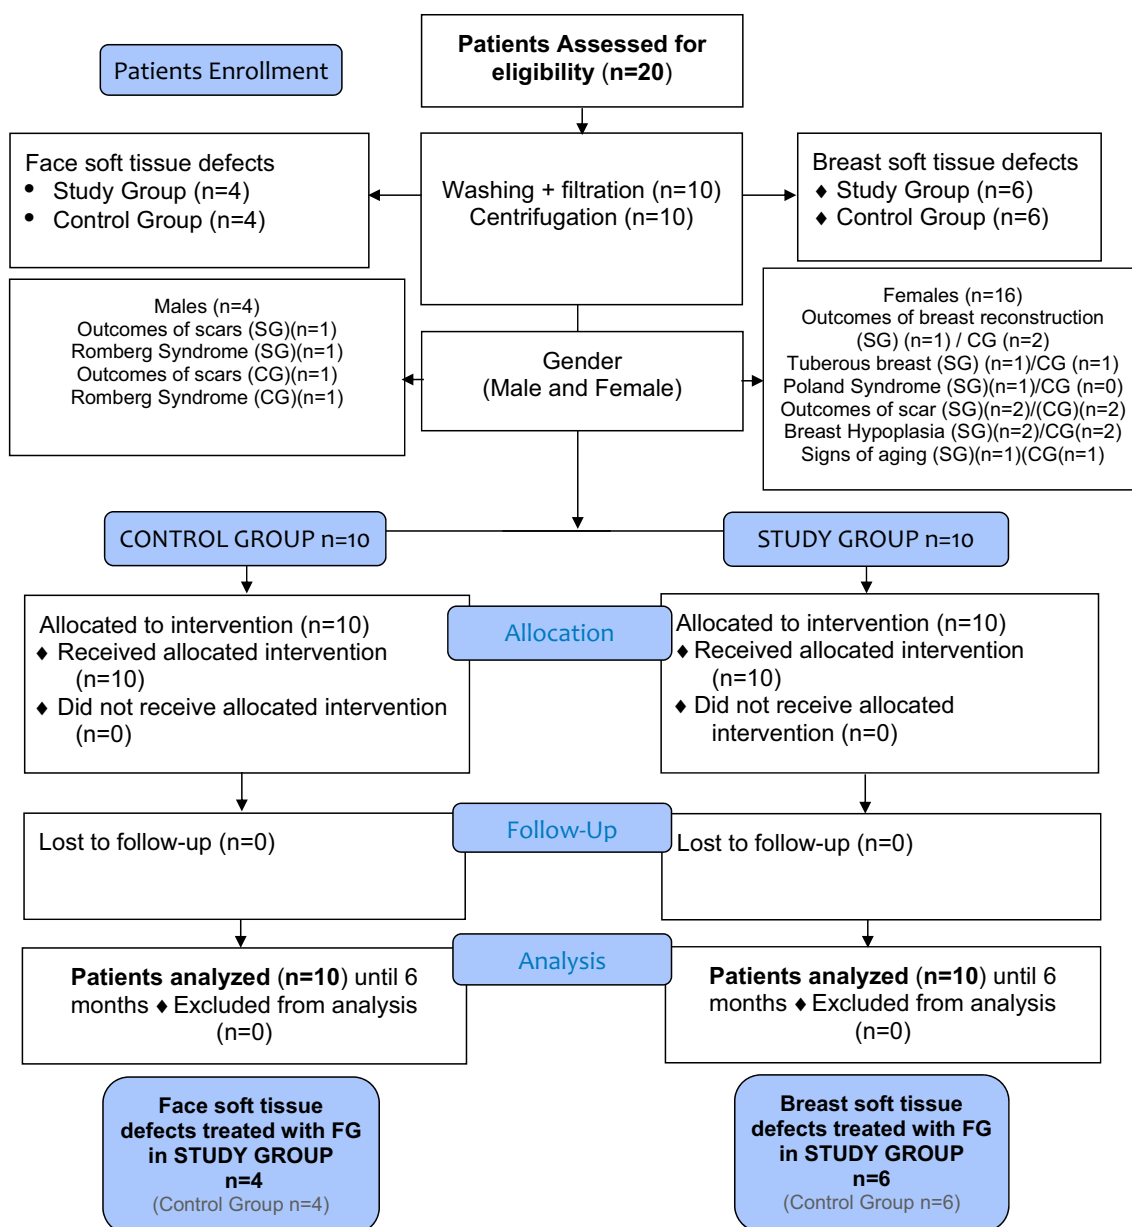 Patients Enrollment
Patients Assessed for
eligibility (n=20)
Face soft tissue defects
• Study Group (n=4)
• Control Group (n=4)
Washing + filtration (n=10)
Centrifugation (n=10)
Breast soft tissue defects
♦ Study Group (n=6)
♦ Control Group (n=6)
Males (n=4)
Outcomes of scars (SG)(n=1)
Romberg Syndrome (SG)(n=1)
Outcomes of scars (CG)(n=1)
Romberg Syndrome (CG)(n=1)
Gender
(Male and Female)
Females (n=16)
Outcomes of breast reconstruction
(SG) (n=1) / CG (n=2)
Tuberous breast (SG) (n=1)/CG (n=1)
Poland Syndrome (SG)(n=1)/CG (n=0)
Outcomes of scar (SG)(n=2)/(CG)(n=2)
Breast Hypoplasia (SG)(n=2)/CG(n=2)
Signs of aging (SG)(n=1)(CG(n=1)
CONTROL GROUP n=10
STUDY GROUP n=10
Allocated to intervention (n=10)
♦ Received allocated intervention
(n=10)
♦ Did not receive allocated intervention
(n=0)
Allocation
Allocated to intervention (n=10)
♦ Received allocated intervention
(n=10)
♦ Did not receive allocated
intervention (n=0)
Lost to follow-up (n=0)
Follow-Up
Lost to follow-up (n=0)
Analysis
Patients analyzed (n=10) until 6
months ♦ Excluded from analysis
(n=0)
Patients analyzed (n=10) until 6
months ♦ Excluded from analysis
(n=0)
Face soft tissue
defects treated with FG
in STUDY GROUP
n=4
(Control Group n=4)
Breast soft tissue
defects treated with FG
in STUDY GROUP
n=6
(Control Group n=6)